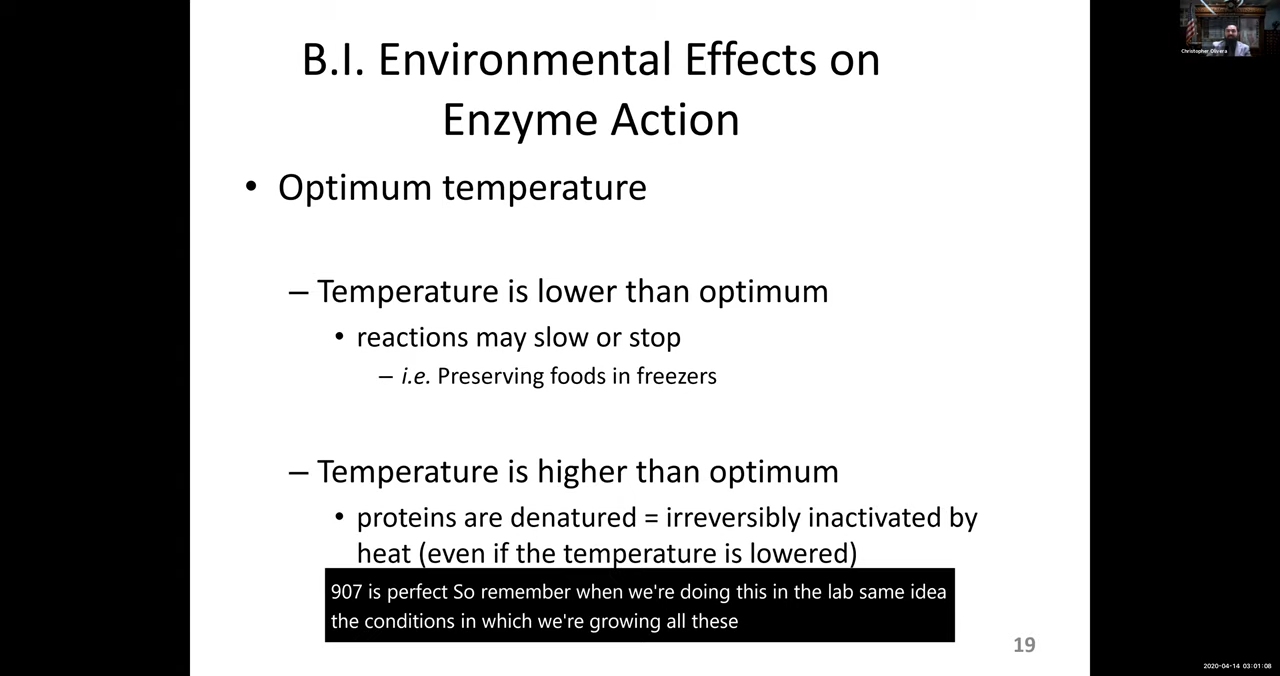 B.I. Environmental Effects on
Enzyme Action
• Optimum temperature
– Temperature is lower than optimum
• reactions may slow or stop
– i.e. Preserving foods in freezers
– Temperature is higher than optimum
• proteins are denatured = irreversibly inactivated by
heat (even if the temperature is lowered)
907 is perfect So remember when we're doing this in the lab same idea
the conditions in which we're growing all these
19
Christopher Olivera
2020-04-14 03:01:08